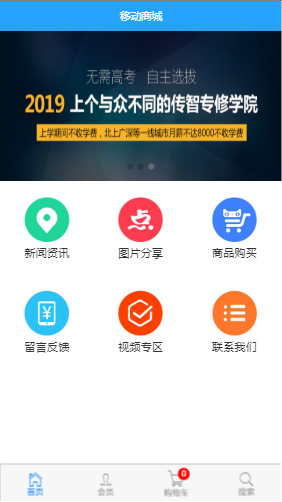 移动商城
无需高考 自主选拔
2019 上个与众不同的传智专修学院
上学期间不收学费，北上广深等一线城市月薪不达8000不收学费
新闻资讯 图片分享 商品购买
留言反馈 视频专区 联系我们
0
首页 会员 购物车 搜索